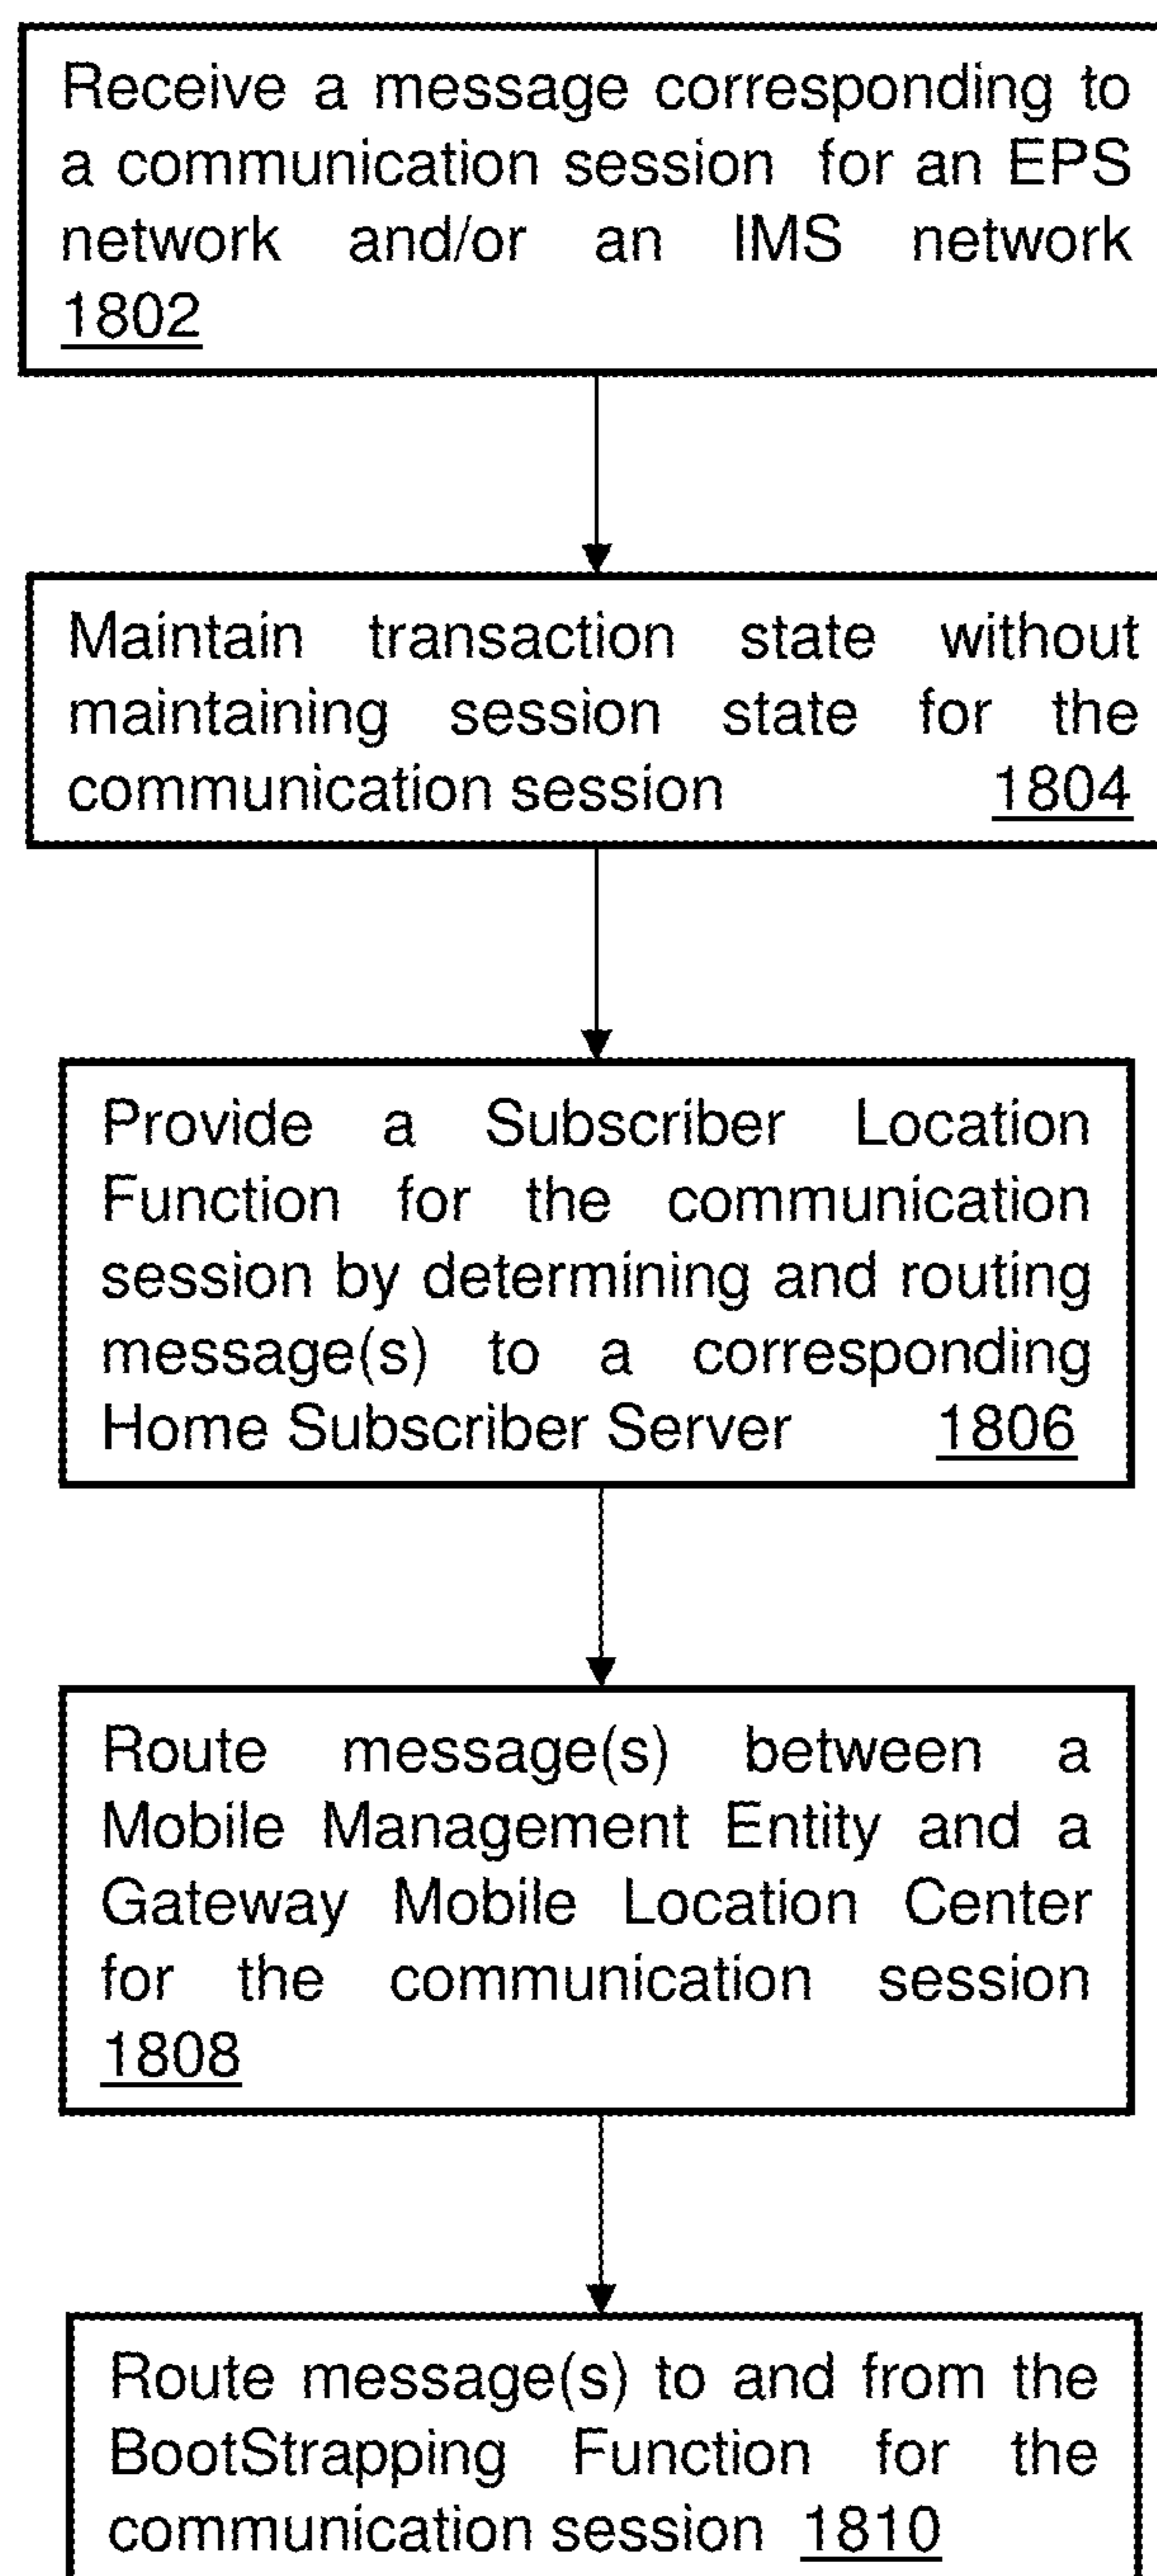 Receive a message corresponding to
a communication session for an EPS
network and/or an IMS network
1802
Maintain transaction state without
maintaining session state for the
communication session 1804
Provide a Subscriber Location
Function for the communication
session by determining and routing
message(s) to a corresponding
Home Subscriber Server 1806
Route message(s) between a
Mobile Management Entity and a
Gateway Mobile Location Center
for the communication session
1808
Route message(s) to and from the
BootStrapping Function for the
communication session 1810